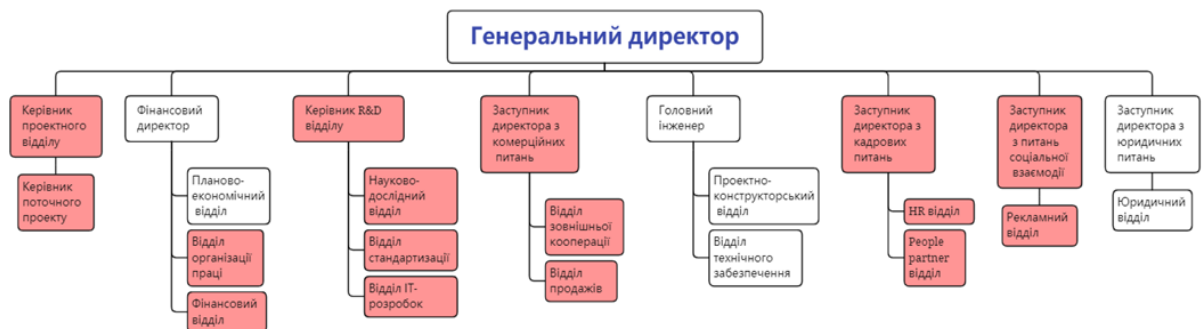 Генеральний директор
Керівник
проектного
відділу
Керівник
поточного
проекту
Фінансовий
директор
Планово-
економічний
відділ
Відділ
організації
праці
Фінансовий
відділ
Керівник R&D
відділу
Науково-
дослідний
відділ
Відділ
стандартизації
Відділ ІТ-
розробок
Заступник
директора з
комерційних
питань
Відділ
зовнішньої
кооперації
Відділ
продажів
Головний
інженер
Проектно-
конструкторський
відділ
Відділ
технічного
забезпечення
Заступник
директора з
кадрових
питань
HR відділ
People
partner
відділ
Заступник
директора
з питань
соціальної
взаємодії
Рекламний
відділ
Заступник
директора з
юридичних
питань
Юридичний
відділ